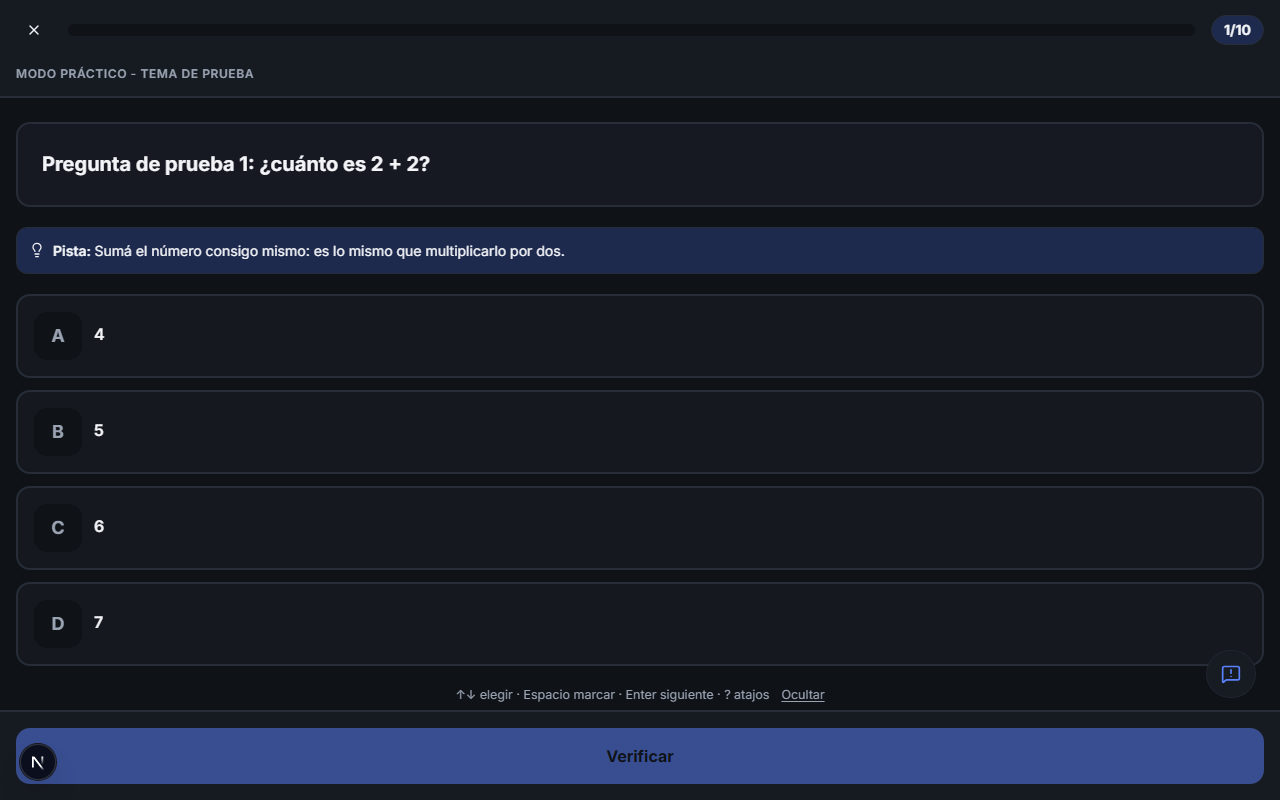 1/10
MODO PRÁCTICO - TEMA DE PRUEBA
Pregunta de prueba 1: ¿cuánto es 2 + 2?
Pista: Sumá el número consigo mismo: es lo mismo que multiplicarlo por dos.
A 4
B 5
C 6
D 7
↑↓ elegir · Espacio marcar · Enter siguiente · ? atajos Ocultar
Verificar
N